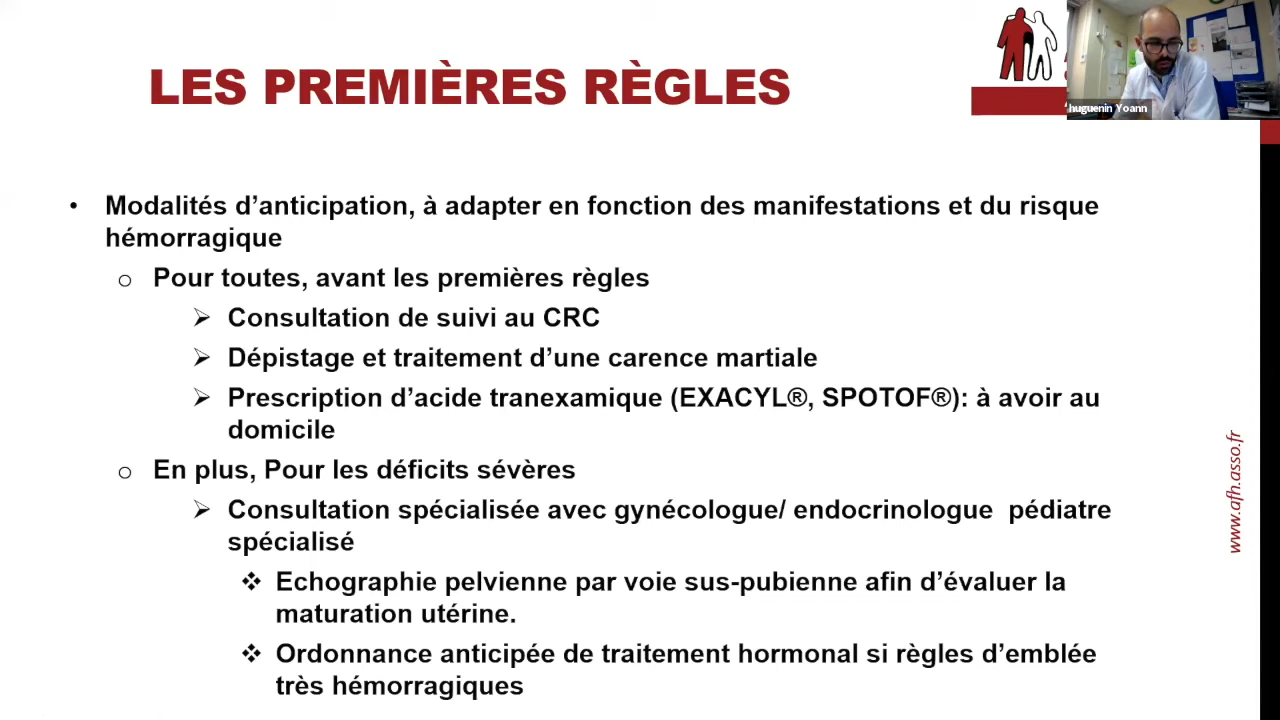 LES PREMIÈRES RÈGLES
huguenin Yoann
• Modalités d’anticipation, à adapter en fonction des manifestations et du risque
hémorragique
o Pour toutes, avant les premières règles
➢ Consultation de suivi au CRC
➢ Dépistage et traitement d’une carence martiale
➢ Prescription d’acide tranexamique (EXACYL®, SPOTOF®): à avoir au
domicile
o En plus, Pour les déficits sévères
➢ Consultation spécialisée avec gynécologue/ endocrinologue pédiatre
spécialisé
❖ Echographie pelvienne par voie sus-pubienne afin d’évaluer la
maturation utérine.
❖ Ordonnance anticipée de traitement hormonal si règles d’emblée
très hémorragiques
www.afh.asso.fr